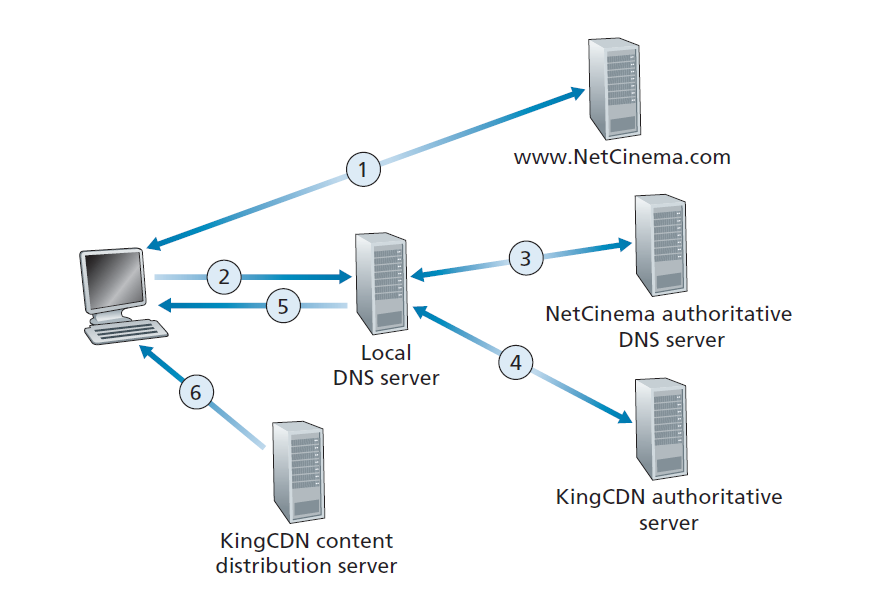 www.NetCinema.com
1
2
3
5
NetCinema authoritative
DNS server
Local
DNS server
4
6
KingCDN authoritative
server
KingCDN content
distribution server